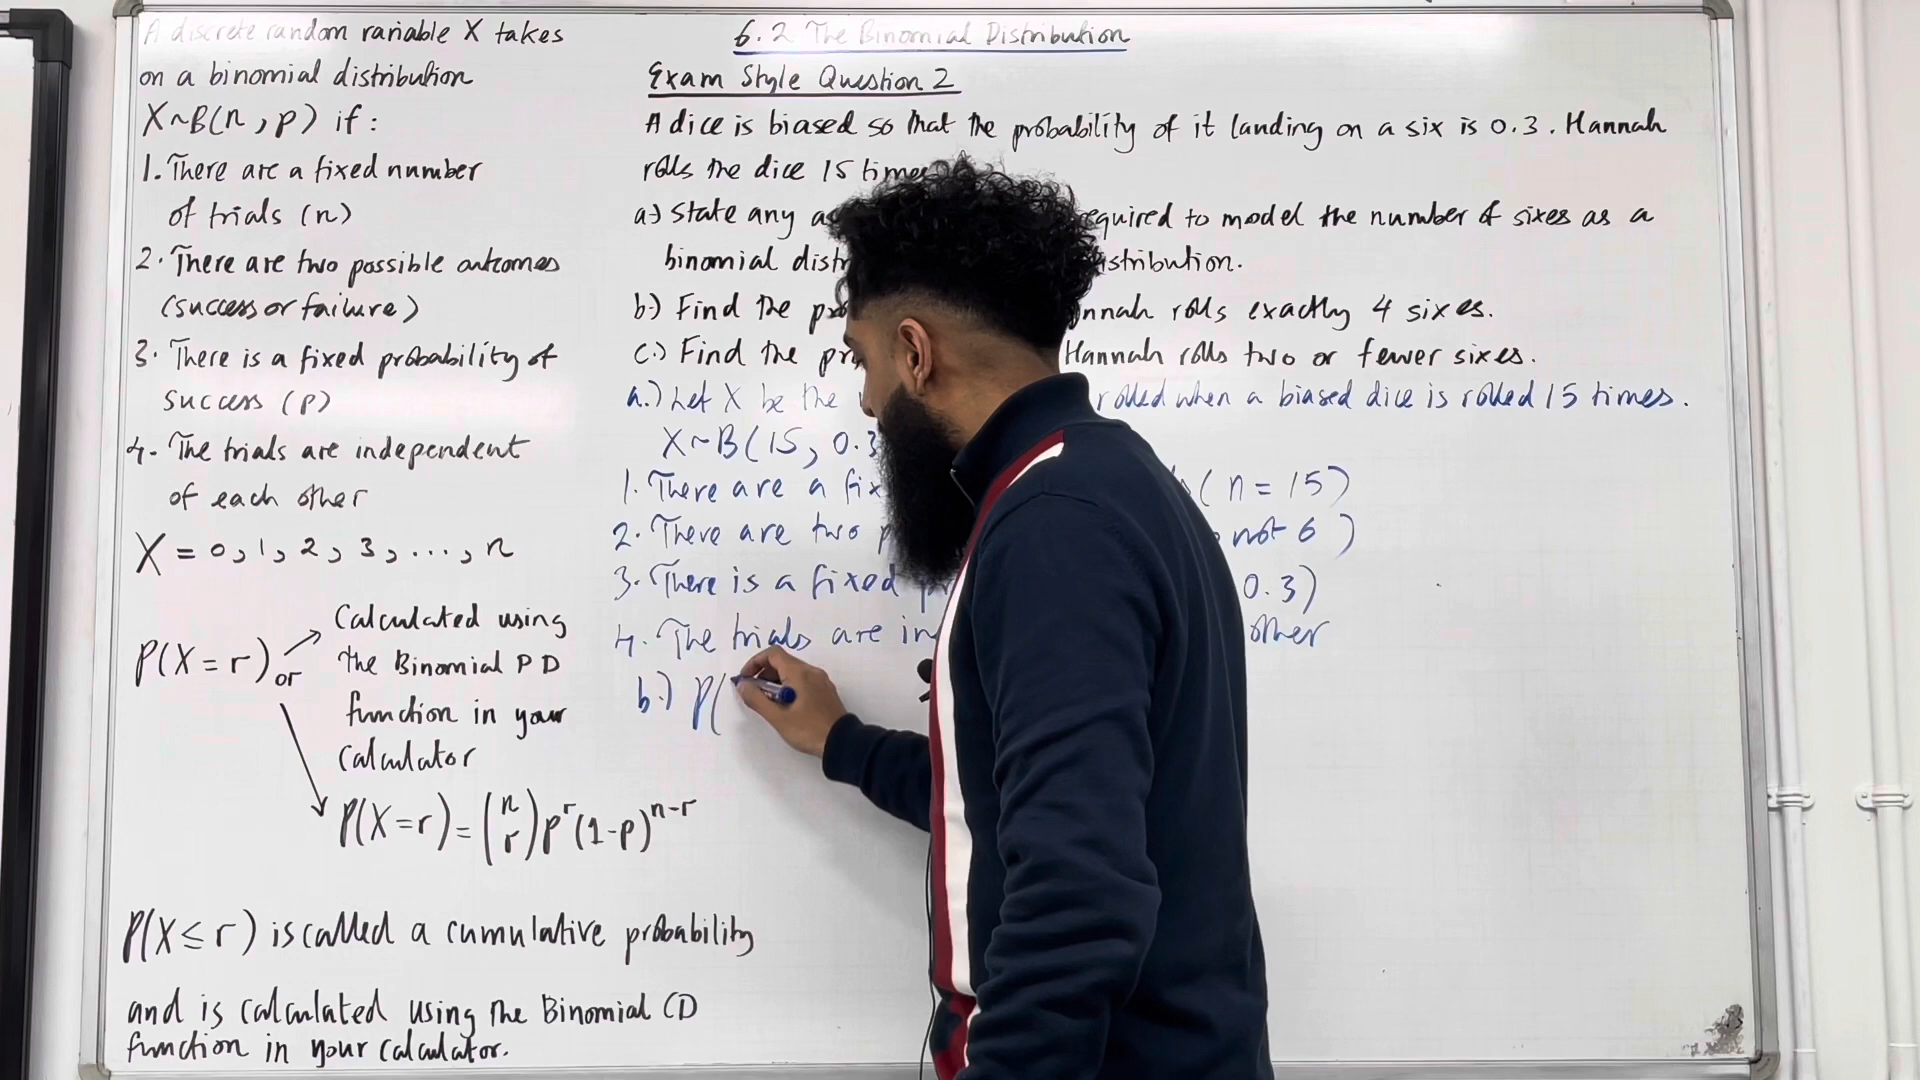 A discrete random variable X takes
on a binomial distribution
X~B(n, p) if:
1. There are a fixed number
of trials (n)
2. There are two possible outcomes
(success or failure)
3. There is a fixed probability of
success (p)
4. The trials are independent
of each other
X = 0, 1, 2, 3, ..., n
P(X = r) or
Calculated using
the Binomial PD
function in your
calculator
P(X=r) = (n r) p^r (1-p)^n-r
P(X ≤ r) is called a cumulative probability
and is calculated using the Binomial CD
function in your calculator.
6.2 The Binomial Distribution
Exam Style Question 2
A dice is biased so that the probability of it landing on a six is 0.3. Hannah
rolls the dice 15 times
a.) State any equired to model the number of sixes as a
binomial istribution.
b.) Find the nnah rolls exactly 4 sixes.
c.) Find the Hannah rolls two or fewer sixes.
a.) Let X be the rolled when a biased dice is rolled 15 times.
X~B(15, 0.3
1. There are a (n = 15)
2. There are two not 6)
3. There is a fixed 0.3)
4. The trials are other
b.) P(